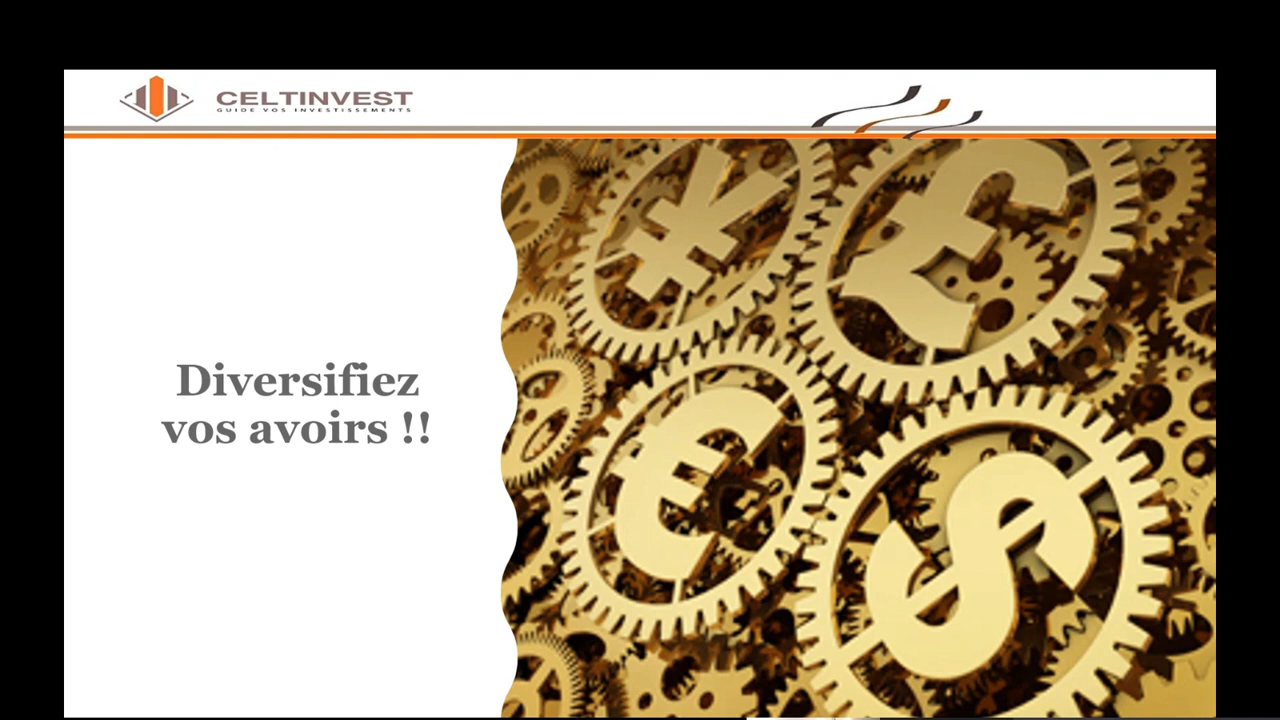 CELTINVEST
GUIDE VOS INVESTISSEMENTS
¥
£
Diversifiez
vos avoirs !!
€
$